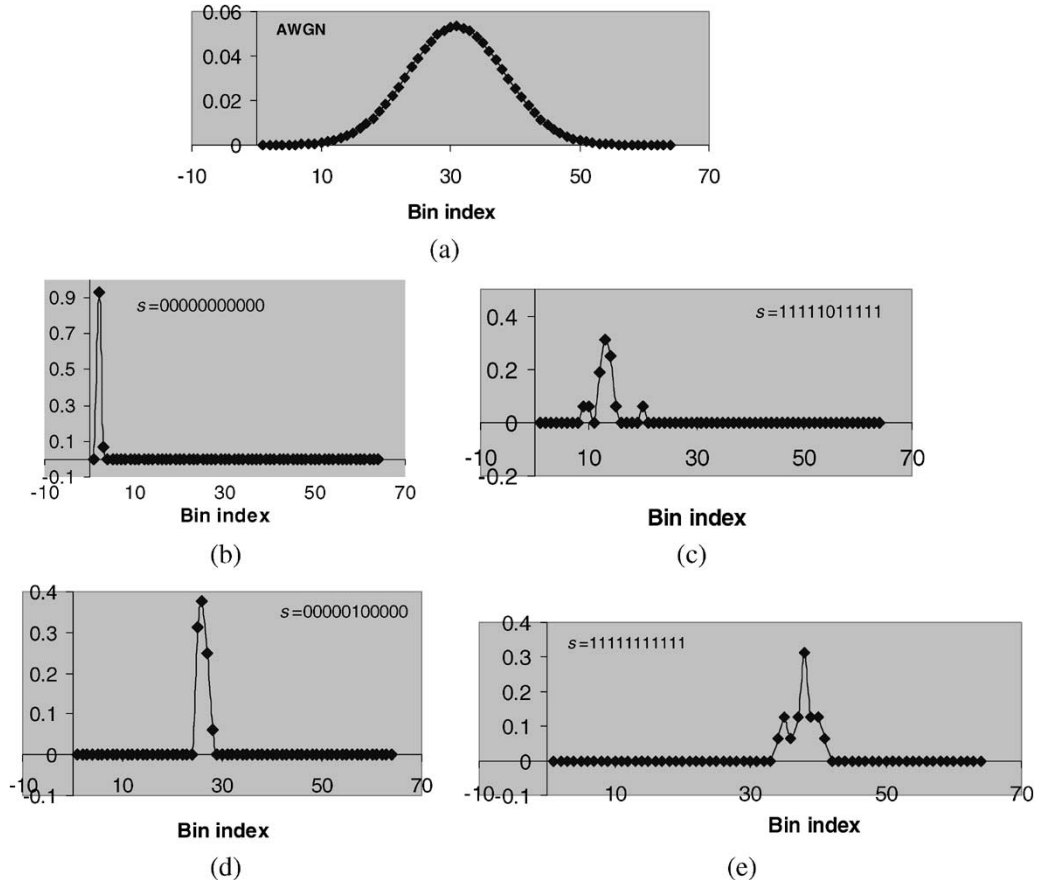 0.06
AWGN
0.04
0.02
0
-10 10 30 50 70
Bin index
(a)
0.9
s=00000000000
0.7
0.5
0.3
0.1
-0.1
-10 10 30 50 70
Bin index
(b)
0.4
s=11111011111
0.2
0
-0.2
-10 10 30 50 70
Bin index
(c)
0.4
s=00000100000
0.3
0.2
0.1
0
-0.1
-10 10 30 50 70
Bin index
(d)
0.4
s=11111111111
0.3
0.2
0.1
0
-0.1
-10 10 30 50 70
Bin index
(e)